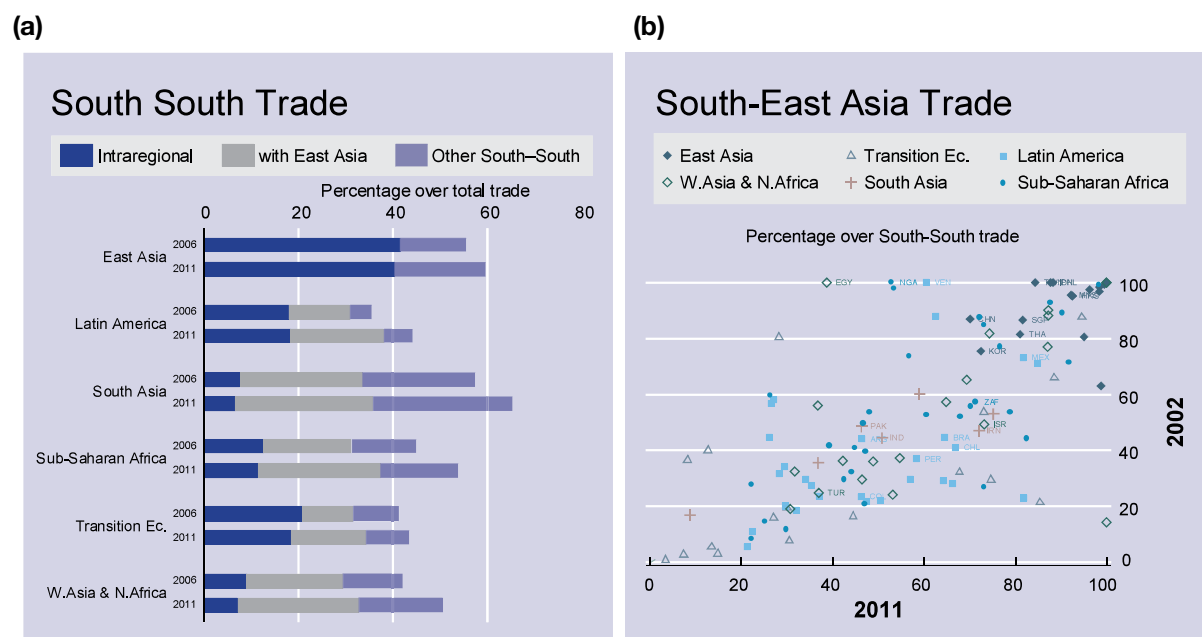 (a)
South South Trade
Intraregional with East Asia Other South–South
Percentage over total trade
0 20 40 60 80
East Asia
2006
2011
Latin America
2006
2011
South Asia
2006
2011
Sub-Saharan Africa
2006
2011
Transition Ec.
2006
2011
W.Asia & N.Africa
2006
2011
(b)
South-East Asia Trade
East Asia Transition Ec. Latin America
W.Asia & N.Africa South Asia Sub-Saharan Africa
Percentage over South-South trade
EGY NGA VEN
SGP
THA
KOR
MEX
ZAF
ISR
PAK
IND IRN
BRA
CHL
PER
TUR
100
80
60
40
20
0
2002
0 20 40 60 80 100
2011